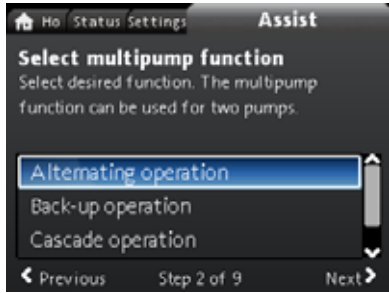 Ho Status Settings Assist
Select multipump function
Select desired function. The multipump
function can be used for two pumps.
Alternating operation
Back-up operation
Cascade operation
Previous Step 2 of 9 Next